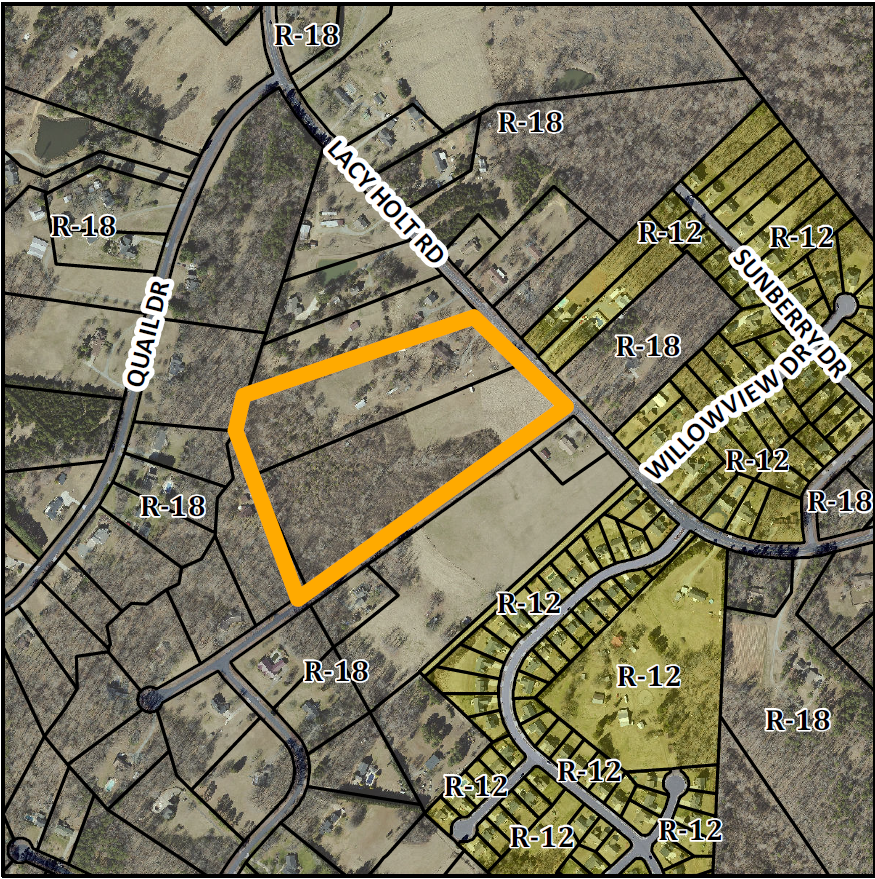 R-18
R-18
LACY HOLT RD
R-18
R-12
R-12
SUNBERRY DR
QUAIL DR
R-18
WILLOWVIEW DR
R-12
R-18
R-18
R-12
R-18
R-12
R-18
R-12
R-12
R-12
R-12